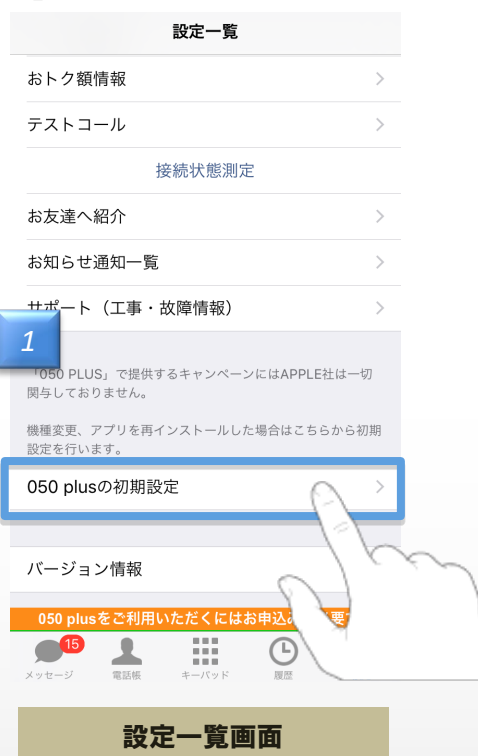 設定一覧
おトク額情報
テストコール
接続状態測定
お友達へ紹介
お知らせ通知一覧
サポート（工事・故障情報）
1
「050 PLUS」で提供するキャンペーンにはAPPLE社は一切
関与しておりません。
機種変更、アプリを再インストールした場合はこちらから初期
設定を行います。
050 plusの初期設定
バージョン情報
050 plusをご利用いただくにはお申込み 要で
15
メッセージ 電話帳 キーパッド 履歴
設定一覧画面